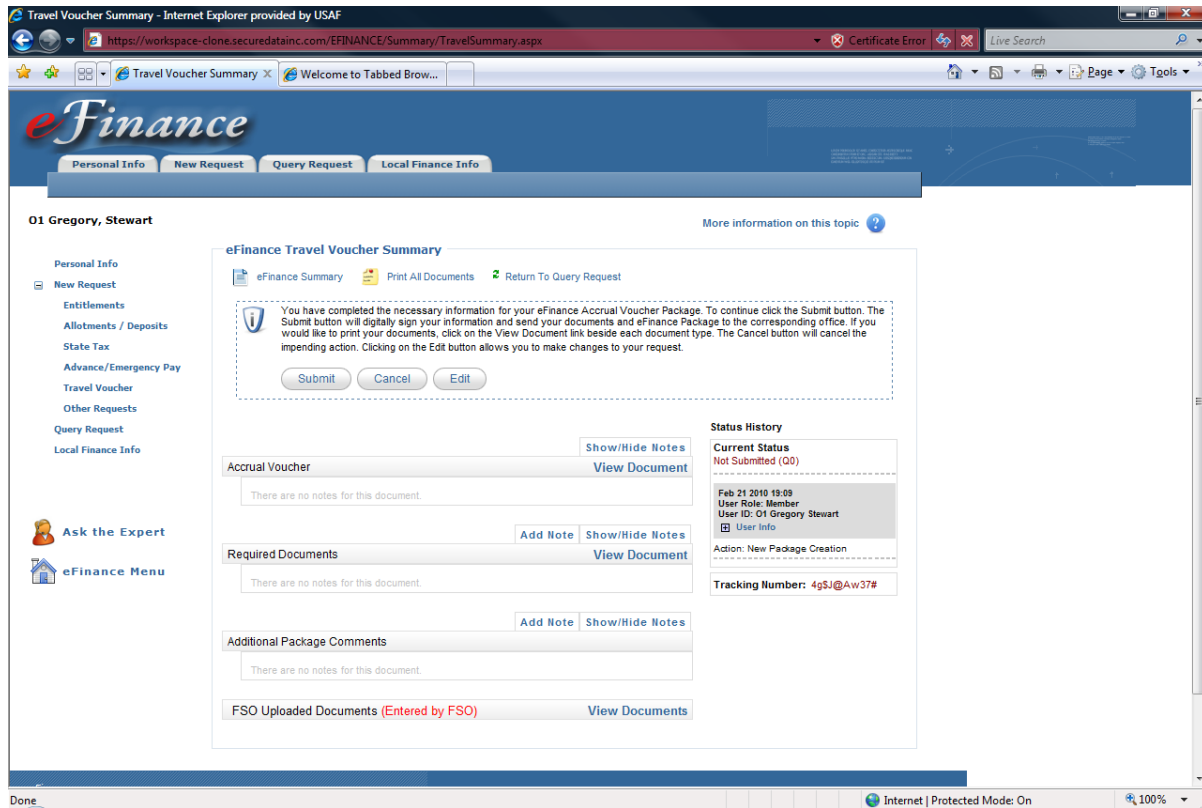 Travel Voucher Summary - Internet Explorer provided by USAF
https://workspace-clone.securedatainc.com/EFINANCE/Summary/TravelSummary.aspx
Certificate Error
Live Search
Travel Voucher Summary X
Welcome to Tabbed Brow...
Page
Tools
eFinance
Personal Info
New Request
Query Request
Local Finance Info
O1 Gregory, Stewart
More information on this topic ?
Personal Info
New Request
Entitlements
Allotments / Deposits
State Tax
Advance/Emergency Pay
Travel Voucher
Other Requests
Query Request
Local Finance Info
Ask the Expert
eFinance Menu
eFinance Travel Voucher Summary
eFinance Summary
Print All Documents
Return To Query Request
You have completed the necessary information for your eFinance Accrual Voucher Package. To continue click the Submit button. The
Submit button will digitally sign your information and send your documents and eFinance Package to the corresponding office. If you
would like to print your documents, click on the View Document link beside each document type. The Cancel button will cancel the
impending action. Clicking on the Edit button allows you to make changes to your request.
Submit
Cancel
Edit
Show/Hide Notes
Accrual Voucher
View Document
There are no notes for this document.
Add Note
Show/Hide Notes
Required Documents
View Document
There are no notes for this document.
Add Note
Show/Hide Notes
Additional Package Comments
There are no notes for this document.
FSO Uploaded Documents (Entered by FSO)
View Documents
Status History
Current Status
Not Submitted (Q0)
Feb 21 2010 19:09
User Role: Member
User ID: O1 Gregory Stewart
User Info
Action: New Package Creation
Tracking Number: 4g$J@Aw37#
Done
Internet | Protected Mode: On
100%